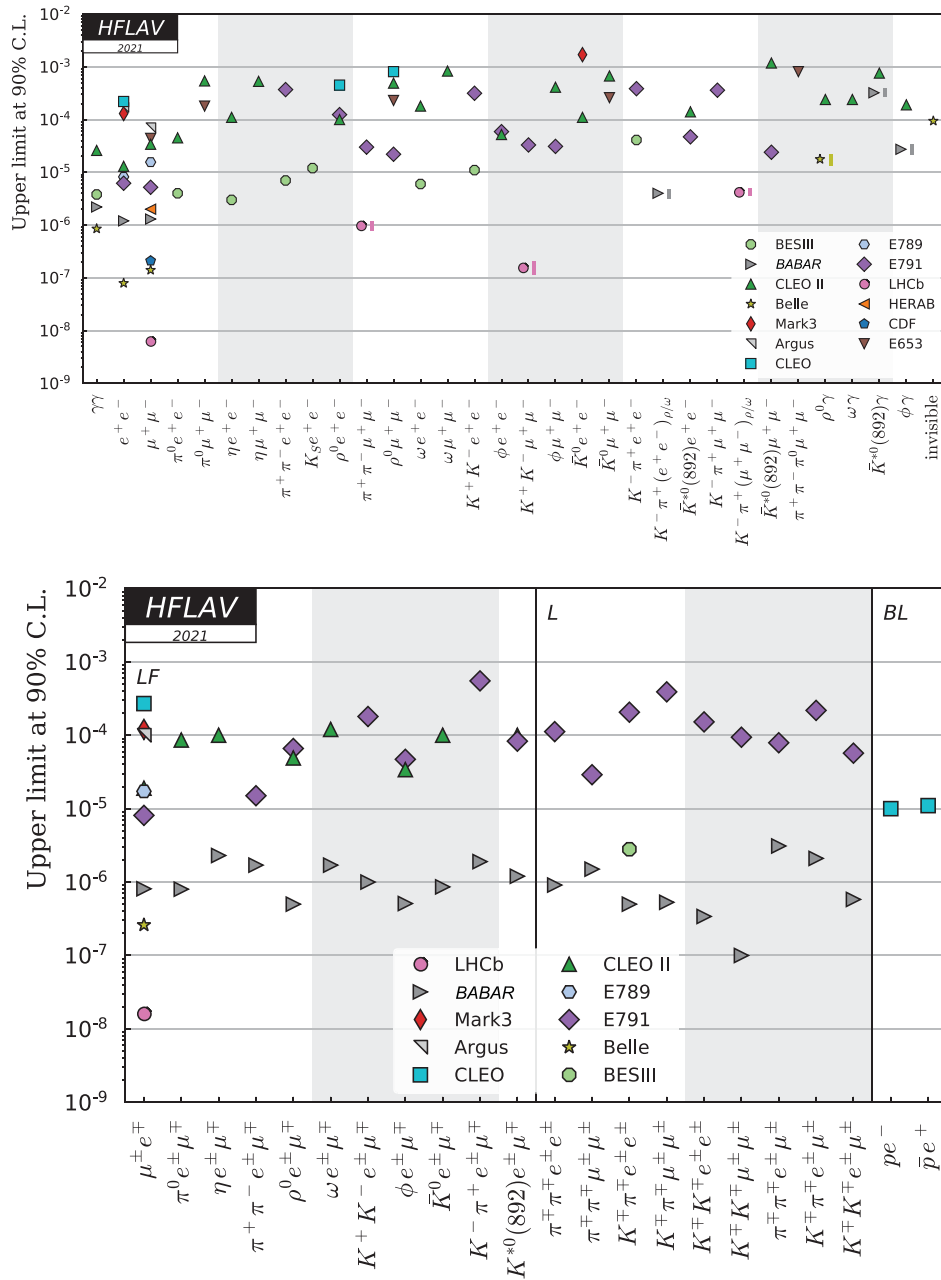 HFLAV
2021
Upper limit at 90% C.L.
10⁻²
10⁻³
10⁻⁴
10⁻⁵
10⁻⁶
10⁻⁷
10⁻⁸
10⁻⁹
BESIII
BABAR
CLEO II
Belle
Mark3
Argus
CLEO
E789
E791
LHCb
HERAB
CDF
E653
γγ
e⁺e⁻
μ⁺μ⁻
π⁰e⁺e⁻
π⁰μ⁺μ⁻
ηe⁺e⁻
ημ⁺μ⁻
π⁺π⁻e⁺e⁻
K_S e⁺e⁻
ρ⁰e⁺e⁻
π⁺π⁻μ⁺μ⁻
ρ⁰μ⁺μ⁻
ωe⁺e⁻
ωμ⁺μ⁻
K⁺K⁻e⁺e⁻
ϕe⁺e⁻
K⁺K⁻μ⁺μ⁻
ϕμ⁺μ⁻
K̄⁰e⁺e⁻
K̄⁰μ⁺μ⁻
K⁻π⁺e⁺e⁻
K⁻π⁺(e⁺e⁻)ρ/ω
K̄*⁰(892)e⁺e⁻
K⁻π⁺μ⁺μ⁻
K⁻π⁺(μ⁺μ⁻)ρ/ω
K̄*⁰(892)μ⁺μ⁻
π⁺π⁻π⁰μ⁺μ⁻
ρ⁰γ
ωγ
K̄*⁰(892)γ
ϕγ
invisible
HFLAV
2021
LF
L
BL
Upper limit at 90% C.L.
10⁻²
10⁻³
10⁻⁴
10⁻⁵
10⁻⁶
10⁻⁷
10⁻⁸
10⁻⁹
LHCb
BABAR
Mark3
Argus
CLEO
CLEO II
E789
E791
Belle
BESIII
μ±e∓
π⁰e±μ∓
ηe±μ∓
π⁺π⁻e±μ∓
ρ⁰e±μ∓
ωe±μ∓
K⁺K⁻e±μ∓
ϕe±μ∓
K̄⁰e±μ∓
K⁻π⁺e±μ∓
K*⁰(892)e±μ∓
π∓π∓e±e±
π∓π∓μ±μ±
K∓π∓e±e±
K∓π∓μ±μ±
K∓K∓e±e±
K∓K∓μ±μ±
π∓π∓e±μ±
K∓π∓e±μ±
K∓K∓e±μ±
pe⁻
p̄e⁺